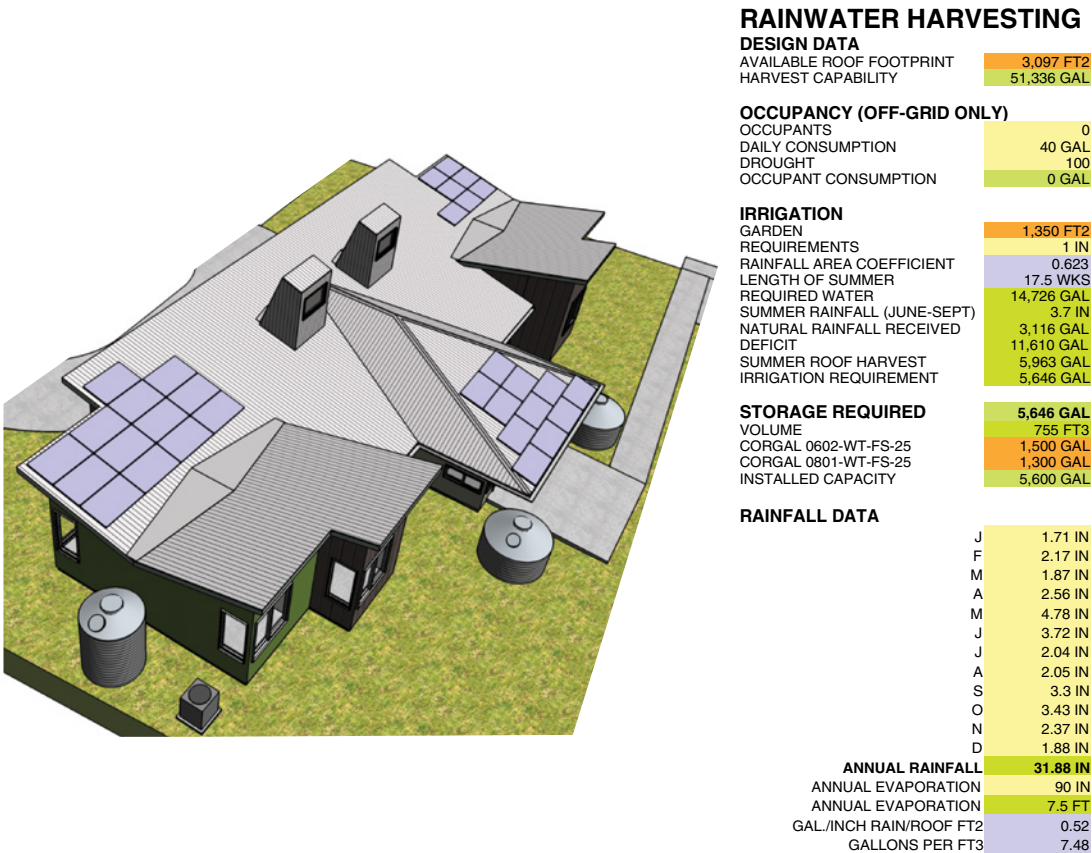 RAINWATER HARVESTING
DESIGN DATA
AVAILABLE ROOF FOOTPRINT 3,097 FT2
HARVEST CAPABILITY 51,336 GAL
OCCUPANCY (OFF-GRID ONLY)
OCCUPANTS 0
DAILY CONSUMPTION 40 GAL
DROUGHT 100
OCCUPANT CONSUMPTION 0 GAL
IRRIGATION
GARDEN 1,350 FT2
REQUIREMENTS 1 IN
RAINFALL AREA COEFFICIENT 0.623
LENGTH OF SUMMER 17.5 WKS
REQUIRED WATER 14,726 GAL
SUMMER RAINFALL (JUNE-SEPT) 3.7 IN
NATURAL RAINFALL RECEIVED 3,116 GAL
DEFICIT 11,610 GAL
SUMMER ROOF HARVEST 5,963 GAL
IRRIGATION REQUIREMENT 5,646 GAL
STORAGE REQUIRED 5,646 GAL
VOLUME 755 FT3
CORGAL 0602-WT-FS-25 1,500 GAL
CORGAL 0801-WT-FS-25 1,300 GAL
INSTALLED CAPACITY 5,600 GAL
RAINFALL DATA
J 1.71 IN
F 2.17 IN
M 1.87 IN
A 2.56 IN
M 4.78 IN
J 3.72 IN
J 2.04 IN
A 2.05 IN
S 3.3 IN
O 3.43 IN
N 2.37 IN
D 1.88 IN
ANNUAL RAINFALL 31.88 IN
ANNUAL EVAPORATION 90 IN
ANNUAL EVAPORATION 7.5 FT
GAL./INCH RAIN/ROOF FT2 0.52
GALLONS PER FT3 7.48